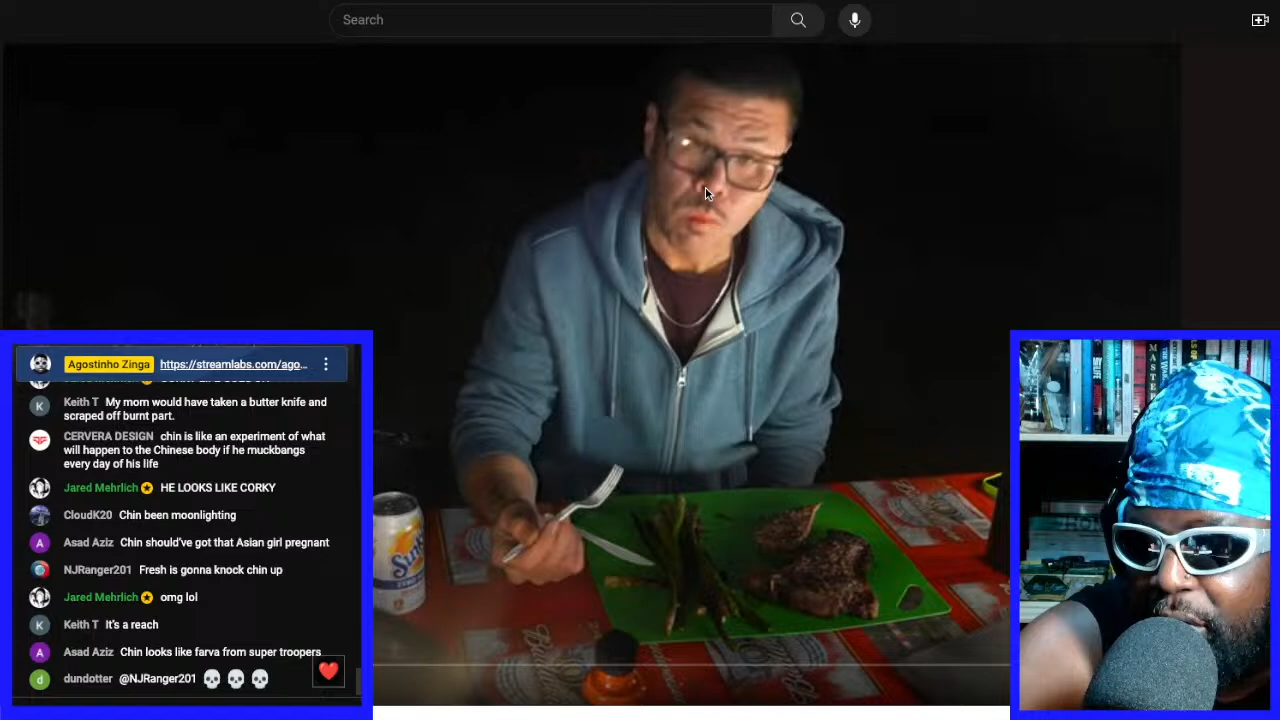 Search
Agostinho Zinga https://streamlabs.com/ago...
Keith T My mom would have taken a butter knife and
scraped off burnt part.
CERVERA DESIGN chin is like an experiment of what
will happen to the Chinese body if he muckbangs
every day of his life
Jared Mehrlich HE LOOKS LIKE CORKY
CloudK20 Chin been moonlighting
Asad Aziz Chin should've got that Asian girl pregnant
NJRanger201 Fresh is gonna knock chin up
Jared Mehrlich omg lol
Keith T It's a reach
Asad Aziz Chin looks like farva from super troopers
dundotter @NJRanger201
K
K
A
A
d
MASTER